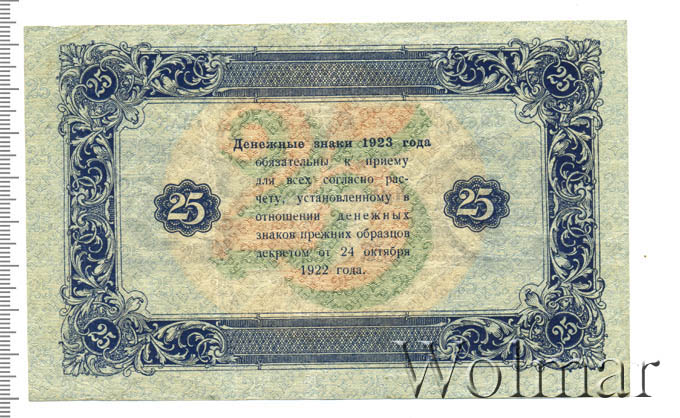 25 25
Денежные знаки 1923 года
обязательны к приему
для всех согласно рас-
чету, установленному в
отношении денежных
знаков прежних образцов
декретом от 24 октября
1922 года.
25 25
25 25
Wolmar